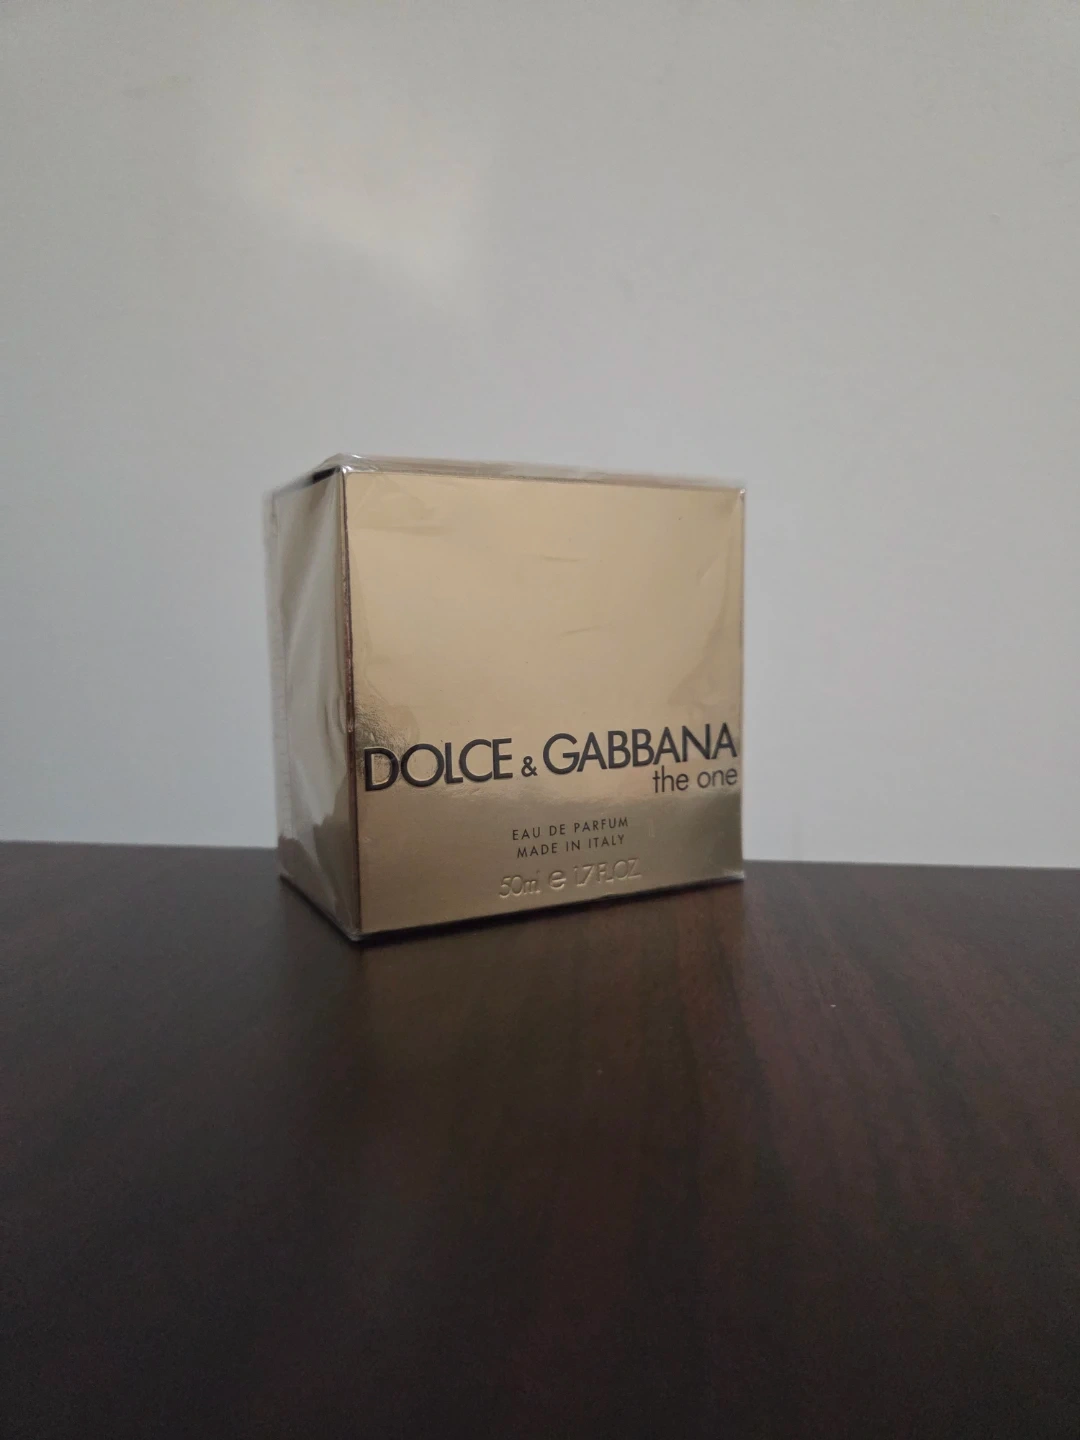 DOLCE & GABBANA
the one
EAU DE PARFUM
MADE IN ITALY
50ml ℮ 1.7 FL.OZ.